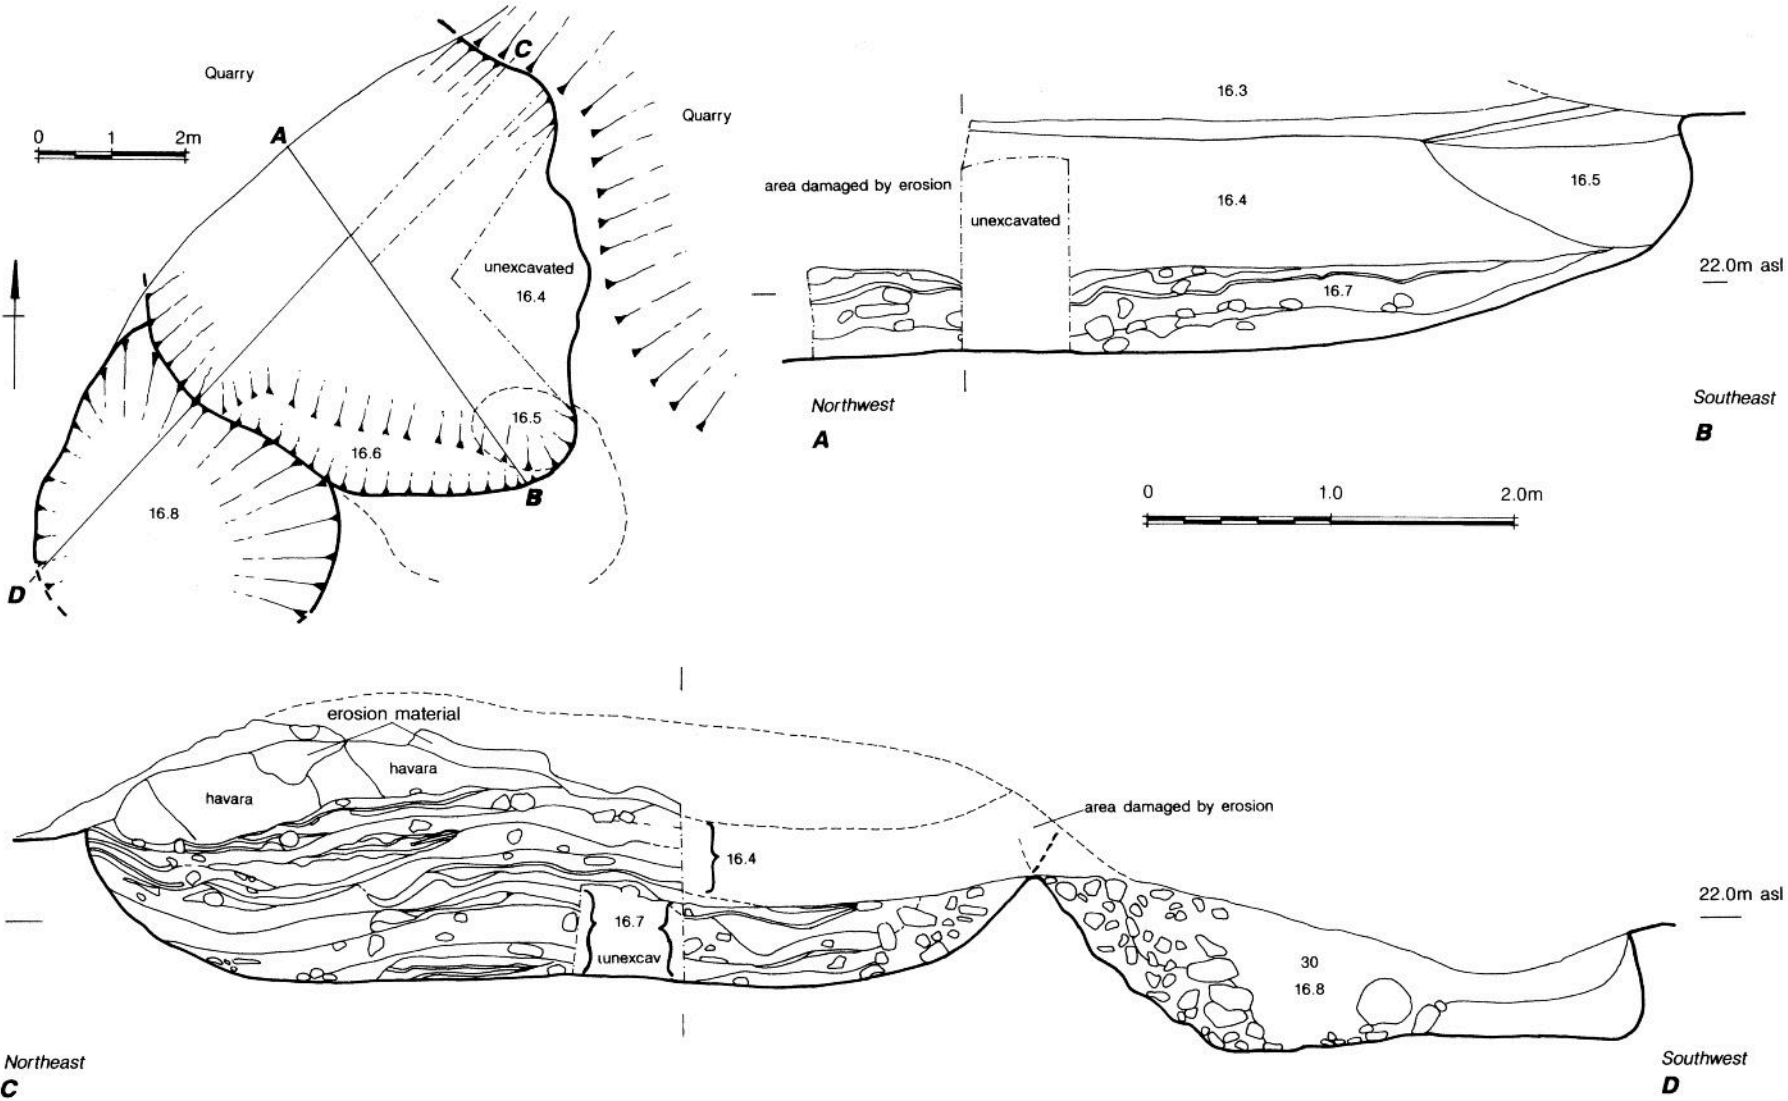 Quarry
C
Quarry
0 1 2m
A
unexcavated
16.4
16.5
16.6
16.8
B
D
16.3
area damaged by erosion
unexcavated
16.4
16.5
16.7
22.0m asl
Northwest
A
Southeast
B
0 1.0 2.0m
erosion material
havara
havara
area damaged by erosion
16.4
16.7
unexcav
22.0m asl
30
16.8
Northeast
C
Southwest
D